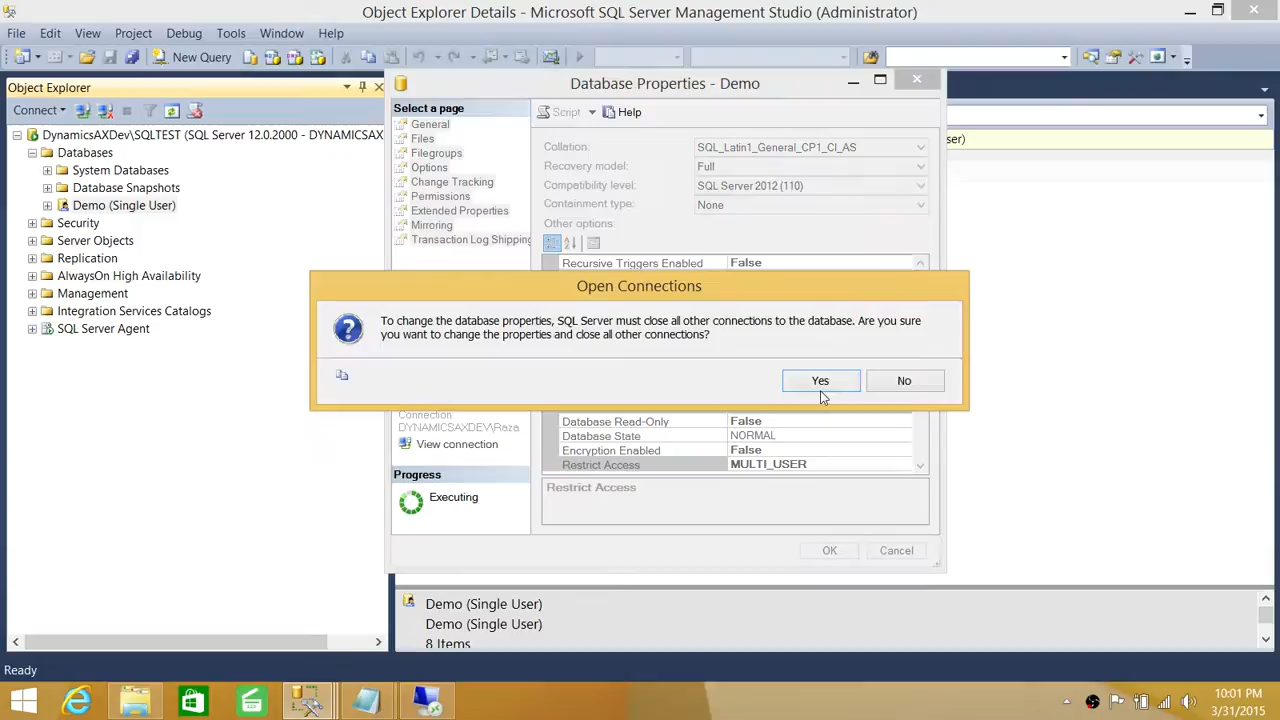 Object Explorer Details - Microsoft SQL Server Management Studio (Administrator)
File Edit View Project Debug Tools Window Help
New Query
Object Explorer
Connect
DynamicsAXDev\SQLTEST (SQL Server 12.0.2000 - DYNAMICSAX
Databases
System Databases
Database Snapshots
Demo (Single User)
Security
Server Objects
Replication
AlwaysOn High Availability
Management
Integration Services Catalogs
SQL Server Agent
ser)
Database Properties - Demo
Select a page
General
Files
Filegroups
Options
Change Tracking
Permissions
Extended Properties
Mirroring
Transaction Log Shipping
Script Help
Collation: SQL_Latin1_General_CP1_CI_AS
Recovery model: Full
Compatibility level: SQL Server 2012 (110)
Containment type: None
Other options:
Recursive Triggers Enabled False
Open Connections
To change the database properties, SQL Server must close all other connections to the database. Are you sure
you want to change the properties and close all other connections?
Yes No
Connection
DYNAMICSAXDEV\Raza
View connection
Progress
Executing
Database Read-Only False
Database State NORMAL
Encryption Enabled False
Restrict Access MULTI_USER
Restrict Access
OK Cancel
Demo (Single User)
Demo (Single User)
8 Items
Ready
10:01 PM
3/31/2015